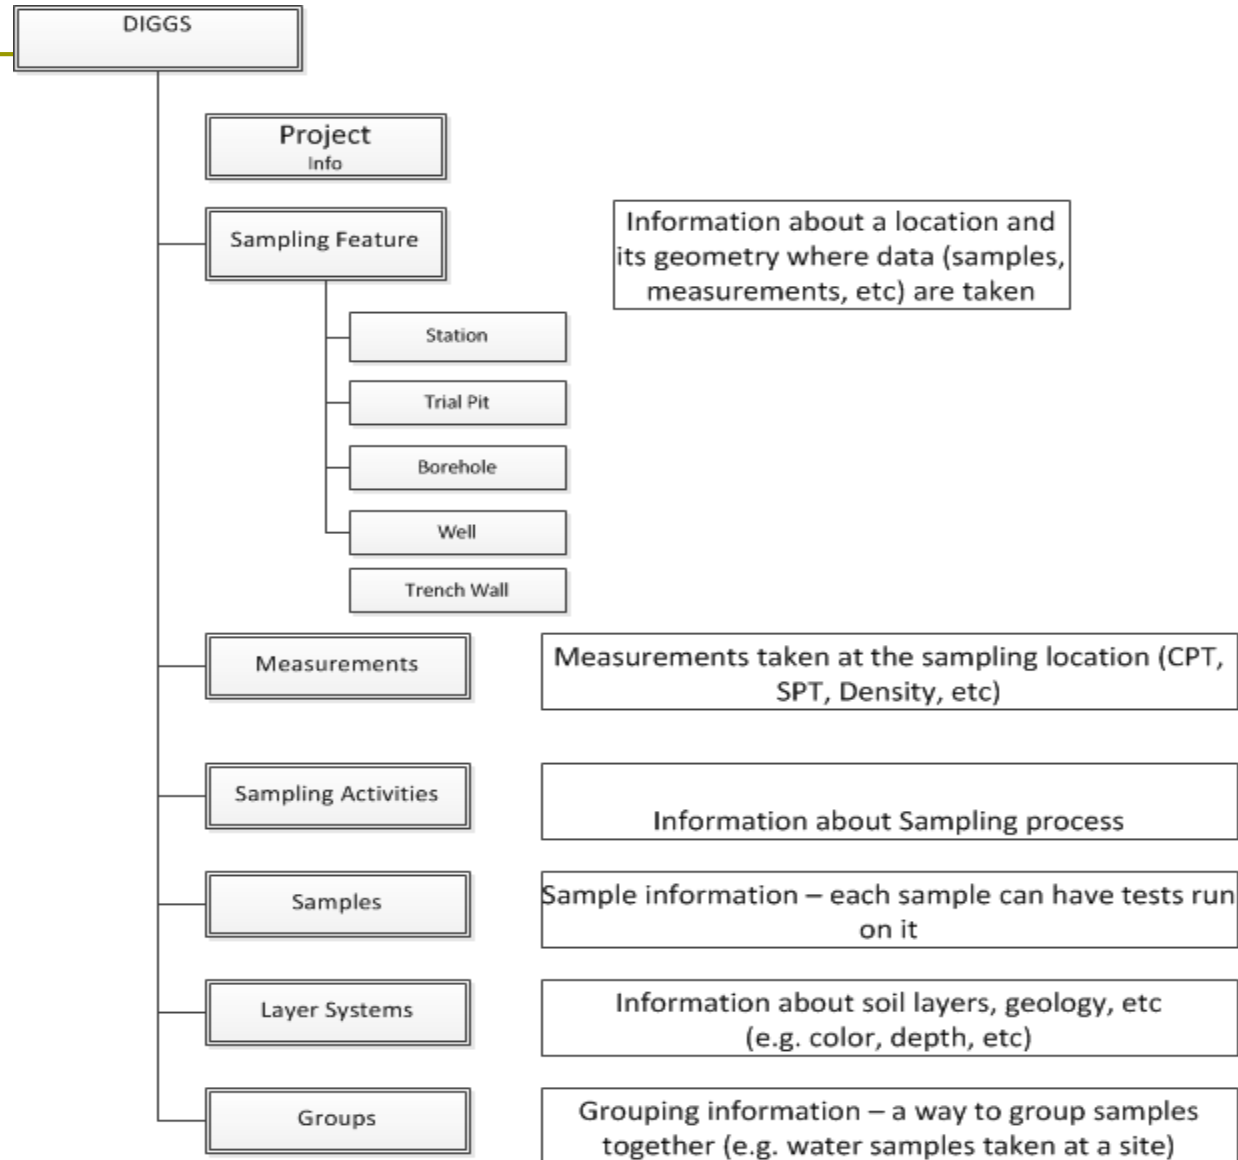 DIGGS
Project
Info
Sampling Feature
Information about a location and
its geometry where data (samples,
measurements, etc) are taken
Station
Trial Pit
Borehole
Well
Trench Wall
Measurements
Measurements taken at the sampling location (CPT,
SPT, Density, etc)
Sampling Activities
Information about Sampling process
Samples
Sample information – each sample can have tests run
on it
Layer Systems
Information about soil layers, geology, etc
(e.g. color, depth, etc)
Groups
Grouping information – a way to group samples
together (e.g. water samples taken at a site)